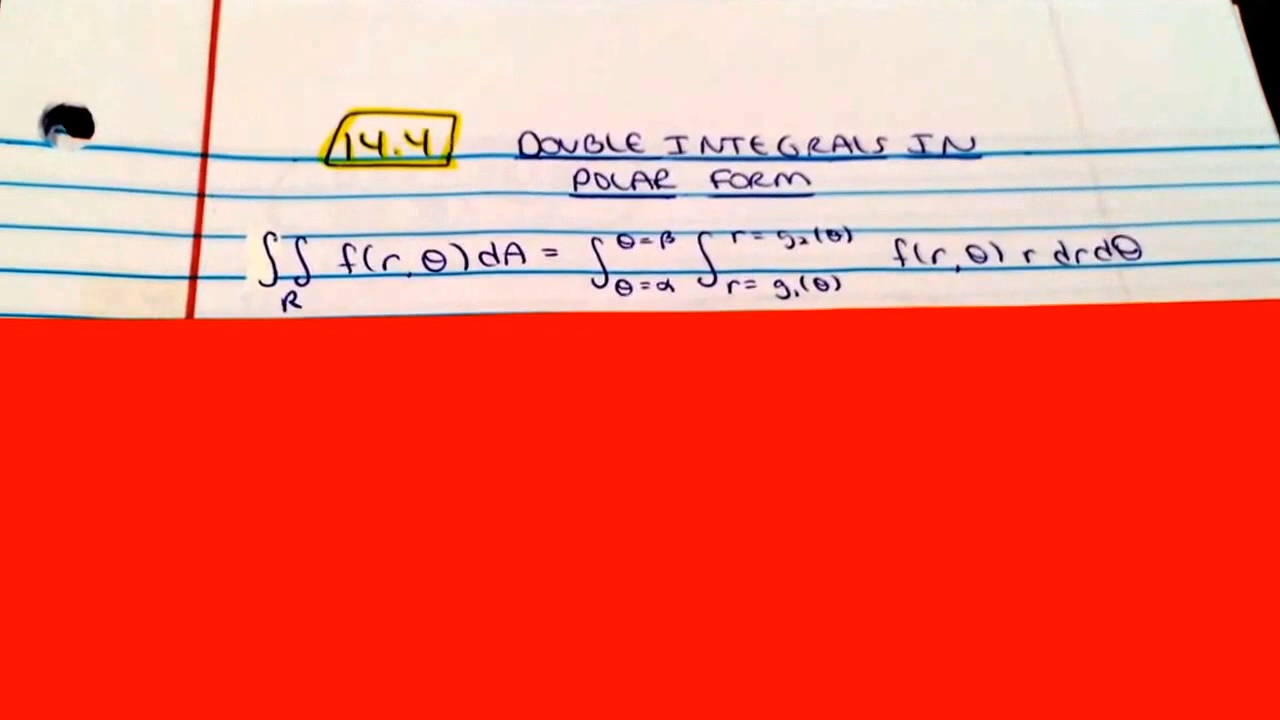 14.4 DOUBLE INTEGRALS IN
POLAR FORM
∫∫_R f(r, θ) dA = ∫_{θ=α}^{θ=β} ∫_{r=g₁(θ)}^{r=g₂(θ)} f(r, θ) r dr dθ